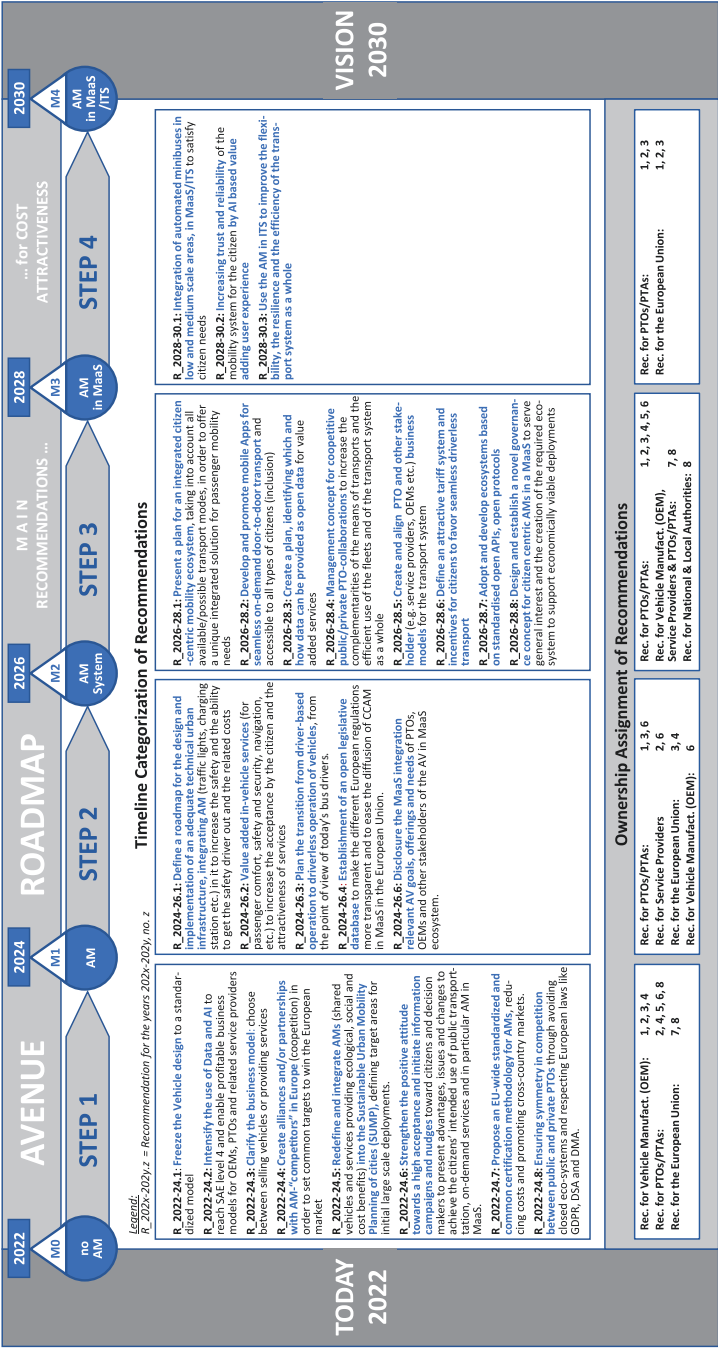 TODAY
2022
AVENUE ROADMAP
MAIN
RECOMMENDATIONS ...
... for COST
ATTRACTIVENESS
VISION
2030
2022
M0
no
AM
STEP 1
2024
M1
AM
STEP 2
2026
M2
AM
System
STEP 3
2028
M3
AM
in MaaS
STEP 4
2030
M4
AM
in MaaS
/ITS
Legend:
R_202x-202y.z = Recommendation for the years 202x-202y, no. z
Timeline Categorization of Recommendations
R_2022-24.1: Freeze the Vehicle design to a standar-
dized model
R_2022-24.2: Intensify the use of Data and AI to
reach SAE level 4 and enable profitable business
models for OEMs, PTOs and related service providers
R_2022-24.3: Clarify the business model: choose
between selling vehicles or providing services
R_2022-24.4: Create alliances and/or partnerships
with AM-“competitors” in Europe (coopetition) in
order to set common targets to win the European
market
R_2022-24.5: Redefine and integrate AMs (shared
vehicles and services providing ecological, social and
cost benefits) into the Sustainable Urban Mobility
Planning of cities (SUMP), defining target areas for
initial large scale deployments.
R_2022-24.6: Strengthen the positive attitude
towards a high acceptance and initiate information
campaigns and nudges toward citizens and decision
makers to present advantages, issues and changes to
achieve the citizens’ intended use of public transport-
tation, on-demand services and in particular AM in
MaaS.
R_2022-24.7: Propose an EU-wide standardized and
common certification methodology for AMs, redu-
cing costs and promoting cross-country markets.
R_2022-24.8: Ensuring symmetry in competition
between public and private PTOs through avoiding
closed eco-systems and respecting European laws like
GDPR, DSA and DMA.
R_2024-26.1: Define a roadmap for the design and
implementation of an adequate technical urban
infrastructure, integrating AM (traffic lights, charging
station etc.) in it to increase the safety and the ability
to get the safety driver out and the related costs
R_2024-26.2: Value added in-vehicle services (for
passenger comfort, safety and security, navigation,
etc.) to increase the acceptance by the citizen and the
attractiveness of services
R_2024-26.3: Plan the transition from driver-based
operation to driverless operation of vehicles, from
the point of view of today’s bus drivers.
R_2024-26.4: Establishment of an open legislative
database to make the different European regulations
more transparent and to ease the diffusion of CCAM
in MaaS in the European Union.
R_2024-26.6: Disclosure the MaaS integration
relevant AV goals, offerings and needs of PTOs,
OEMs and other stakeholders of the AV in MaaS
ecosystem.
R_2026-28.1: Present a plan for an integrated citizen
-centric mobility ecosystem, taking into account all
available/possible transport modes, in order to offer
a unique integrated solution for passenger mobility
needs
R_2026-28.2: Develop and promote mobile Apps for
seamless on-demand door-to-door transport and
accessible to all types of citizens (inclusion)
R_2026-28.3: Create a plan, identifying which and
how data can be provided as open data for value
added services
R_2026-28.4: Management concept for coopetitive
public/private PTO-collaborations to increase the
complementarities of the means of transports and the
efficient use of the fleets and of the transport system
as a whole
R_2026-28.5: Create and align PTO and other stake-
holder (e.g. service providers, OEMs etc.) business
models for the transport system
R_2026-28.6: Define an attractive tariff system and
incentives for citizens to favor seamless driverless
transport
R_2026-28.7: Adopt and develop ecosystems based
on standardised open APIs, open protocols
R_2026-28.8: Design and establish a novel governan-
ce concept for citizen centric AMs in a MaaS to serve
general interest and the creation of the required eco-
system to support economically viable deployments
R_2028-30.1: Integration of automated minibuses in
low and medium scale areas, in MaaS/ITS to satisfy
citizen needs
R_2028-30.2: Increasing trust and reliability of the
mobility system for the citizen by AI based value
adding user experience
R_2028-30.3: Use the AM in ITS to improve the flexi-
bility, the resilience and the efficiency of the trans-
port system as a whole
Ownership Assignment of Recommendations
Rec. for Vehicle Manufact. (OEM): 1, 2, 3, 4
Rec. for PTOs/PTAs: 2, 4, 5, 6, 8
Rec. for the European Union: 7, 8
Rec. for PTOs/PTAs: 1, 3, 6
Rec. for Service Providers 2, 6
Rec. for the European Union: 3, 4
Rec. for Vehicle Manufact. (OEM): 6
Rec. for PTOs/PTAs: 1, 2, 3, 4, 5, 6
Rec. for Vehicle Manufact. (OEM),
Service Providers & PTOs/PTAs: 7, 8
Rec. for National & Local Authorities: 8
Rec. for PTOs/PTAs: 1, 2, 3
Rec. for the European Union: 1, 2, 3